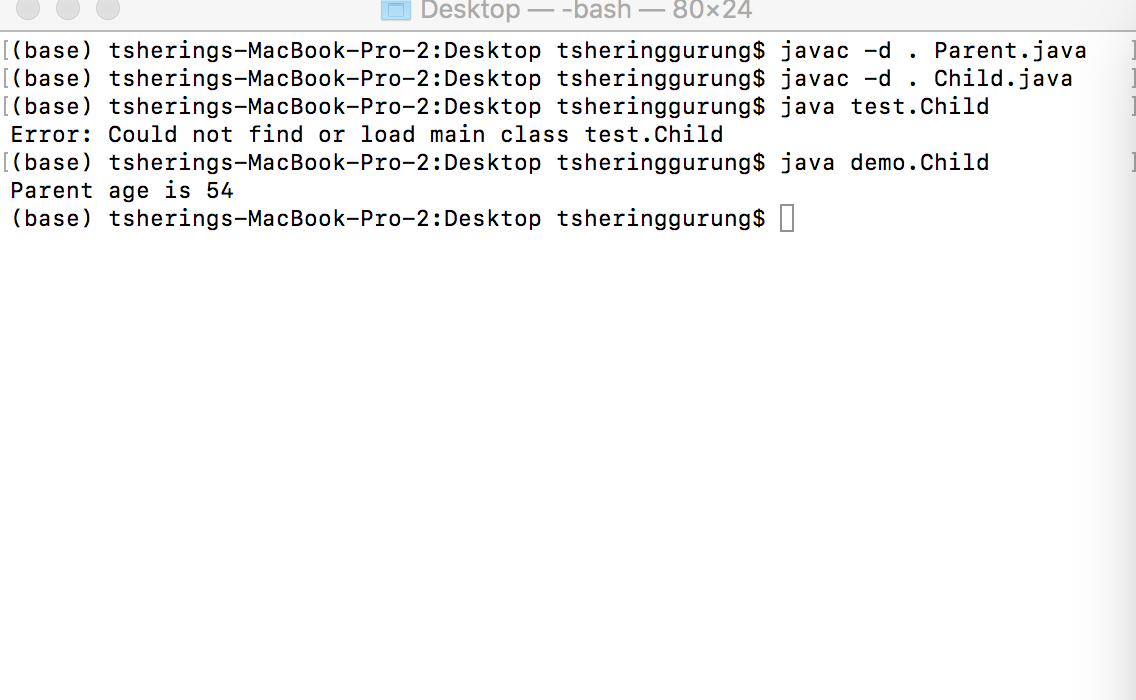 Desktop — -bash — 80×24
[(base) tsherings-MacBook-Pro-2:Desktop tsheringgurung$ javac -d . Parent.java ]
[(base) tsherings-MacBook-Pro-2:Desktop tsheringgurung$ javac -d . Child.java ]
[(base) tsherings-MacBook-Pro-2:Desktop tsheringgurung$ java test.Child ]
Error: Could not find or load main class test.Child
[(base) tsherings-MacBook-Pro-2:Desktop tsheringgurung$ java demo.Child ]
Parent age is 54
(base) tsherings-MacBook-Pro-2:Desktop tsheringgurung$